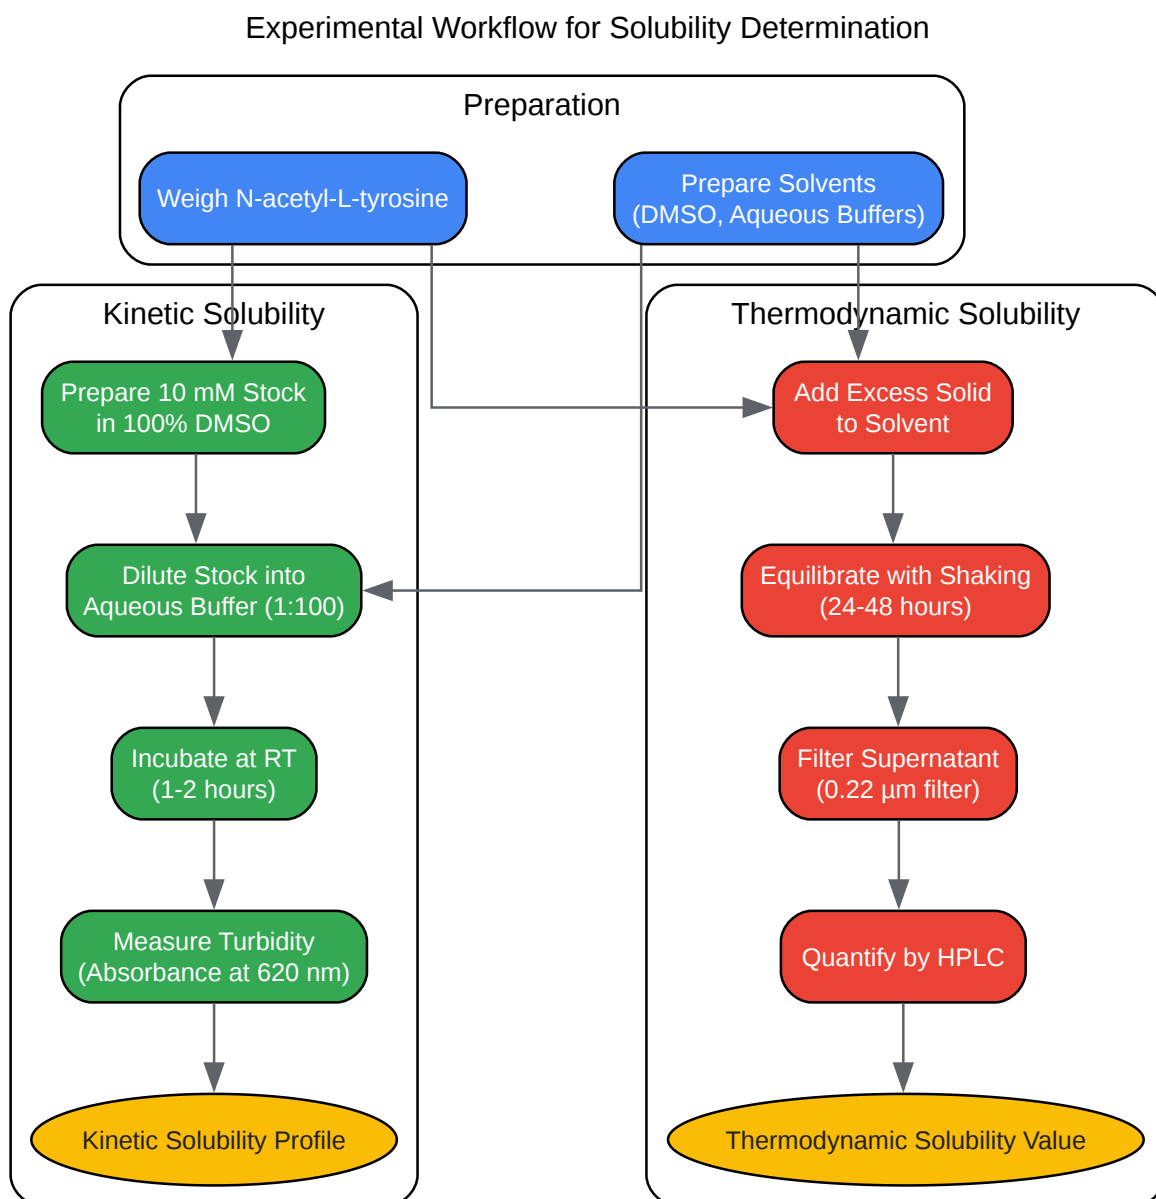 Experimental Workflow for Solubility Determination
Preparation
Weigh N-acetyl-L-tyrosine
Prepare Solvents
(DMSO, Aqueous Buffers)
Kinetic Solubility
Prepare 10 mM Stock
in 100% DMSO
Dilute Stock into
Aqueous Buffer (1:100)
Incubate at RT
(1-2 hours)
Measure Turbidity
(Absorbance at 620 nm)
Kinetic Solubility Profile
Thermodynamic Solubility
Add Excess Solid
to Solvent
Equilibrate with Shaking
(24-48 hours)
Filter Supernatant
(0.22 µm filter)
Quantify by HPLC
Thermodynamic Solubility Value